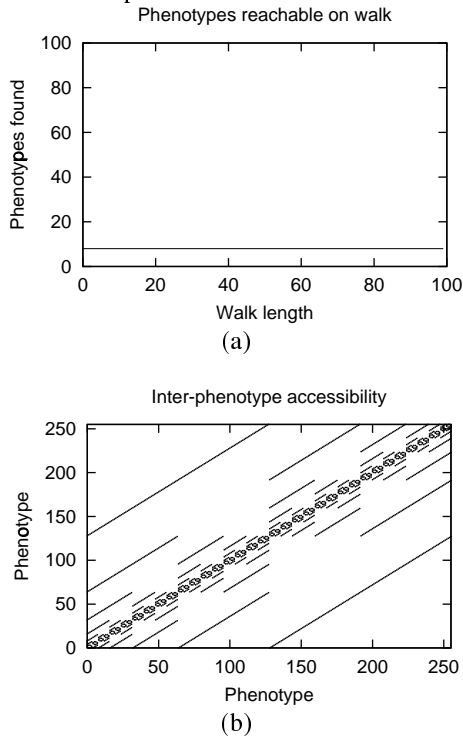 Phenotypes reachable on walk
100
80
60
40
20
0
Phenotypes found
0 20 40 60 80 100
Walk length
(a)
Inter-phenotype accessibility
250
200
150
100
50
0
Phenotype
0 50 100 150 200 250
Phenotype
(b)